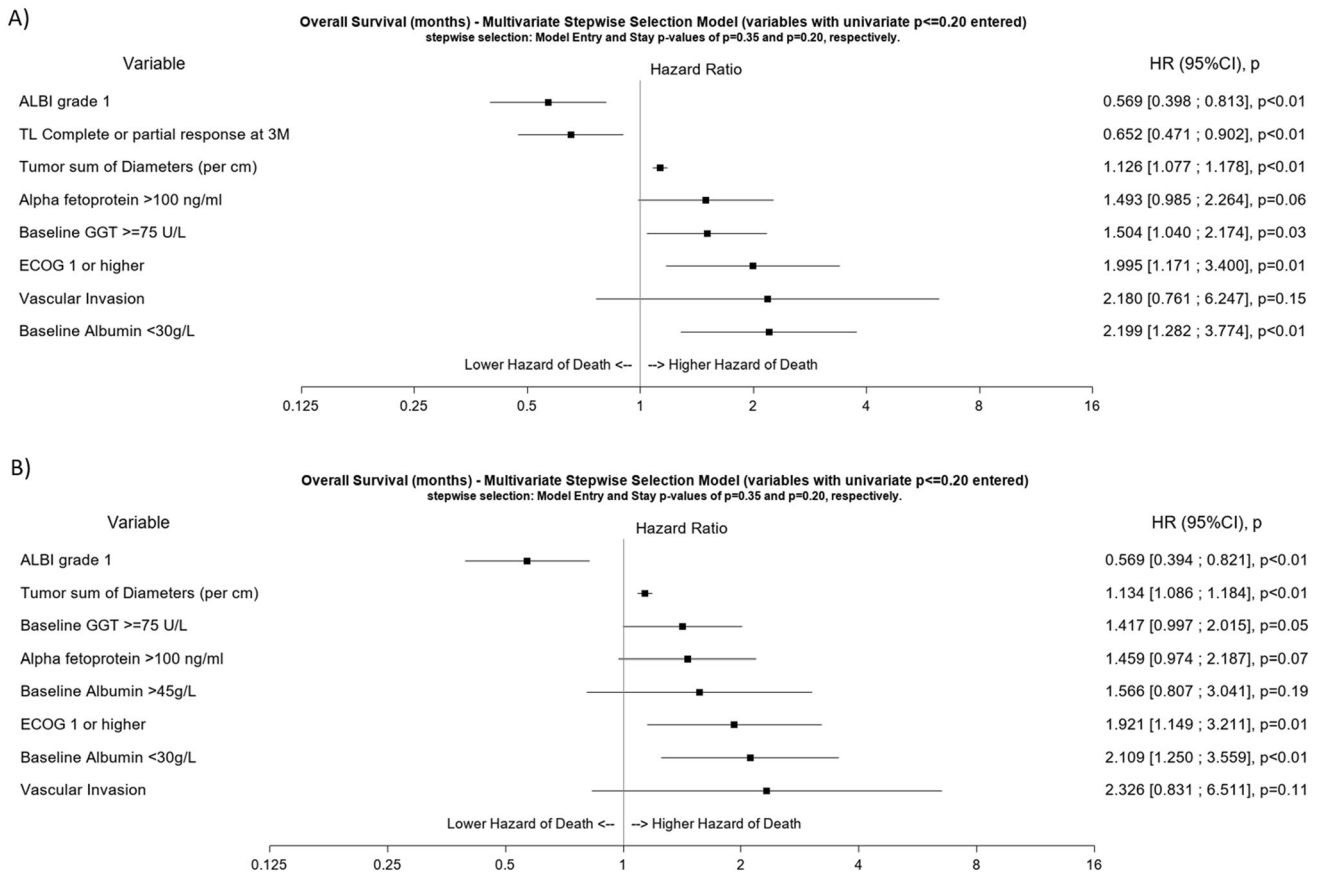 A)
Overall Survival (months) - Multivariate Stepwise Selection Model (variables with univariate p<=0.20 entered)
stepwise selection: Model Entry and Stay p-values of p=0.35 and p=0.20, respectively.
Variable Hazard Ratio HR (95%CI), p
ALBI grade 1 0.569 [0.398 ; 0.813], p<0.01
TL Complete or partial response at 3M 0.652 [0.471 ; 0.902], p<0.01
Tumor sum of Diameters (per cm) 1.126 [1.077 ; 1.178], p<0.01
Alpha fetoprotein >100 ng/ml 1.493 [0.985 ; 2.264], p=0.06
Baseline GGT >=75 U/L 1.504 [1.040 ; 2.174], p=0.03
ECOG 1 or higher 1.995 [1.171 ; 3.400], p=0.01
Vascular Invasion 2.180 [0.761 ; 6.247], p=0.15
Baseline Albumin <30g/L 2.199 [1.282 ; 3.774], p<0.01
Lower Hazard of Death <-- --> Higher Hazard of Death
0.125 0.25 0.5 1 2 4 8 16
B)
Overall Survival (months) - Multivariate Stepwise Selection Model (variables with univariate p<=0.20 entered)
stepwise selection: Model Entry and Stay p-values of p=0.35 and p=0.20, respectively.
Variable Hazard Ratio HR (95%CI), p
ALBI grade 1 0.569 [0.394 ; 0.821], p<0.01
Tumor sum of Diameters (per cm) 1.134 [1.086 ; 1.184], p<0.01
Baseline GGT >=75 U/L 1.417 [0.997 ; 2.015], p=0.05
Alpha fetoprotein >100 ng/ml 1.459 [0.974 ; 2.187], p=0.07
Baseline Albumin >45g/L 1.566 [0.807 ; 3.041], p=0.19
ECOG 1 or higher 1.921 [1.149 ; 3.211], p=0.01
Baseline Albumin <30g/L 2.109 [1.250 ; 3.559], p<0.01
Vascular Invasion 2.326 [0.831 ; 6.511], p=0.11
Lower Hazard of Death <-- --> Higher Hazard of Death
0.125 0.25 0.5 1 2 4 8 16